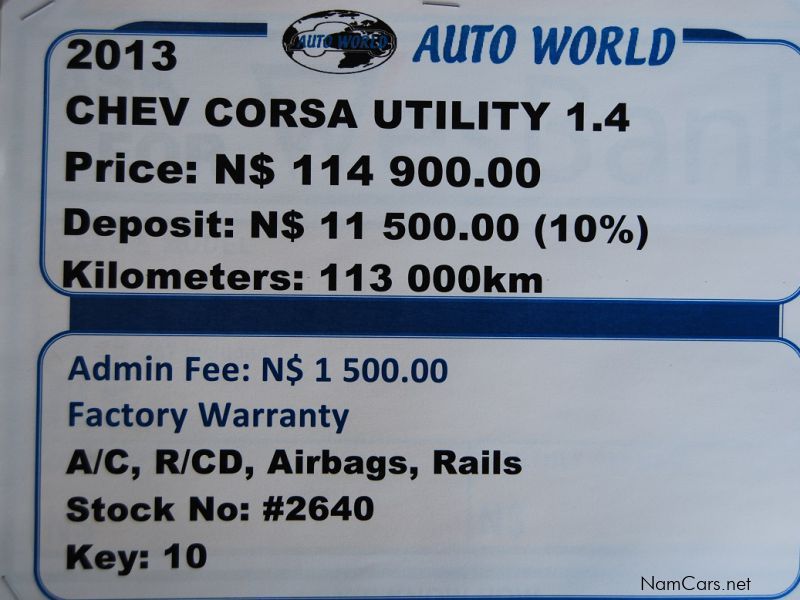 AUTO WORLD AUTO WORLD
2013
CHEV CORSA UTILITY 1.4
Price: N$ 114 900.00
Deposit: N$ 11 500.00 (10%)
Kilometers: 113 000km
Admin Fee: N$ 1 500.00
Factory Warranty
A/C, R/CD, Airbags, Rails
Stock No: #2640
Key: 10
NamCars.net